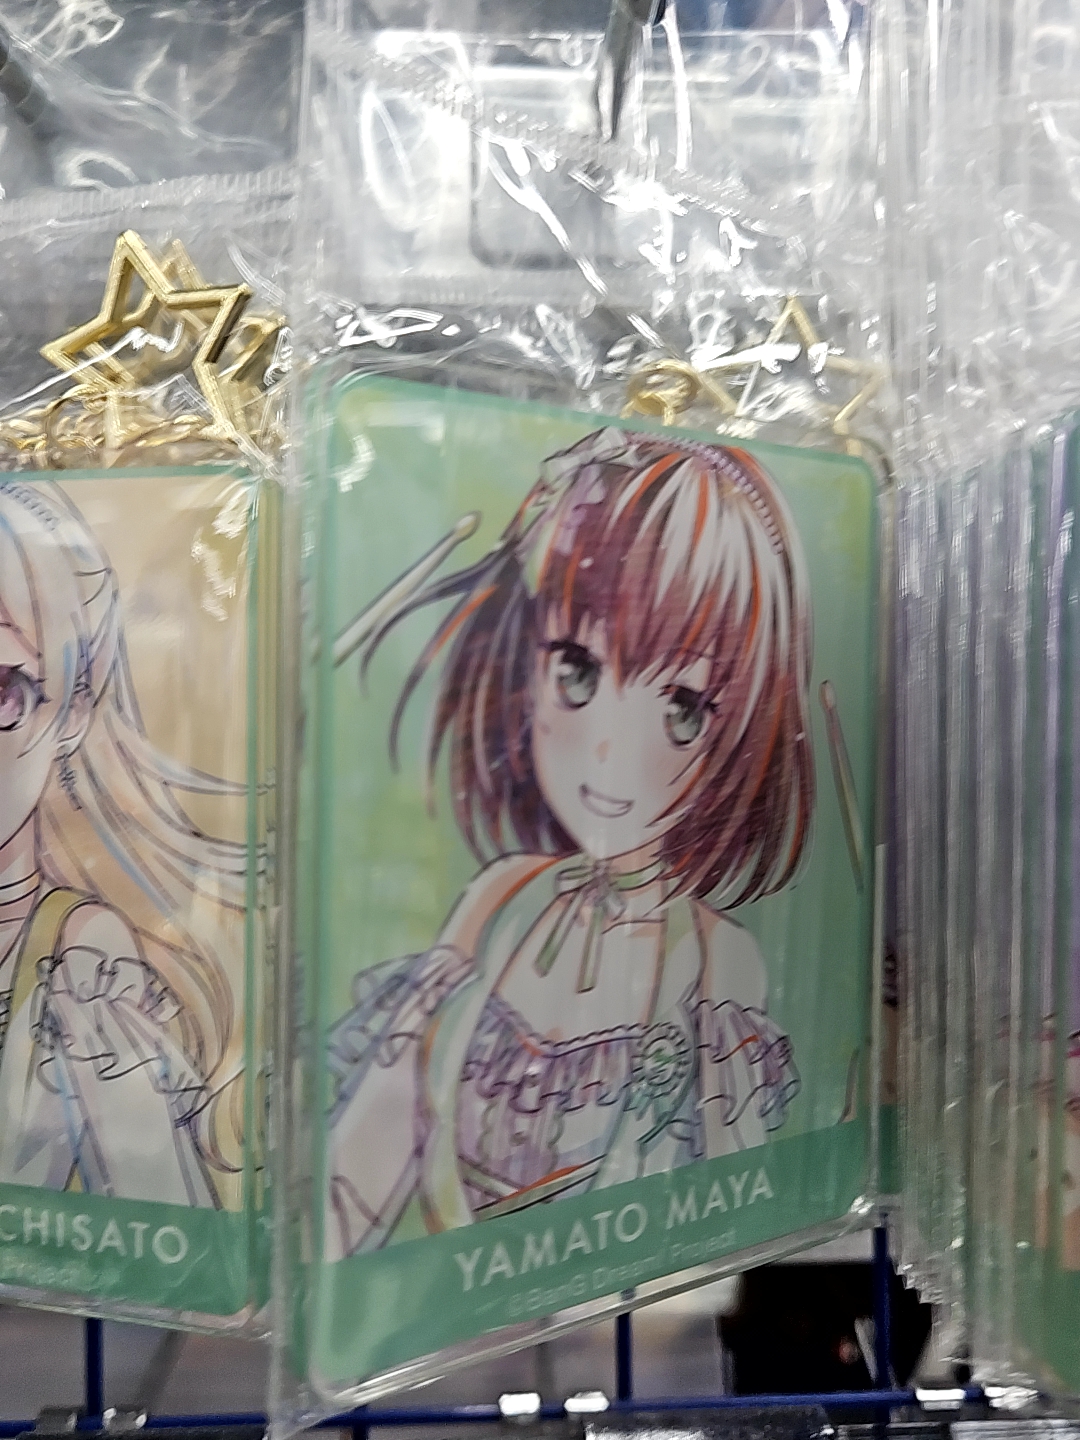 CHISATO
YAMATO MAYA
©BanG Dream! Project